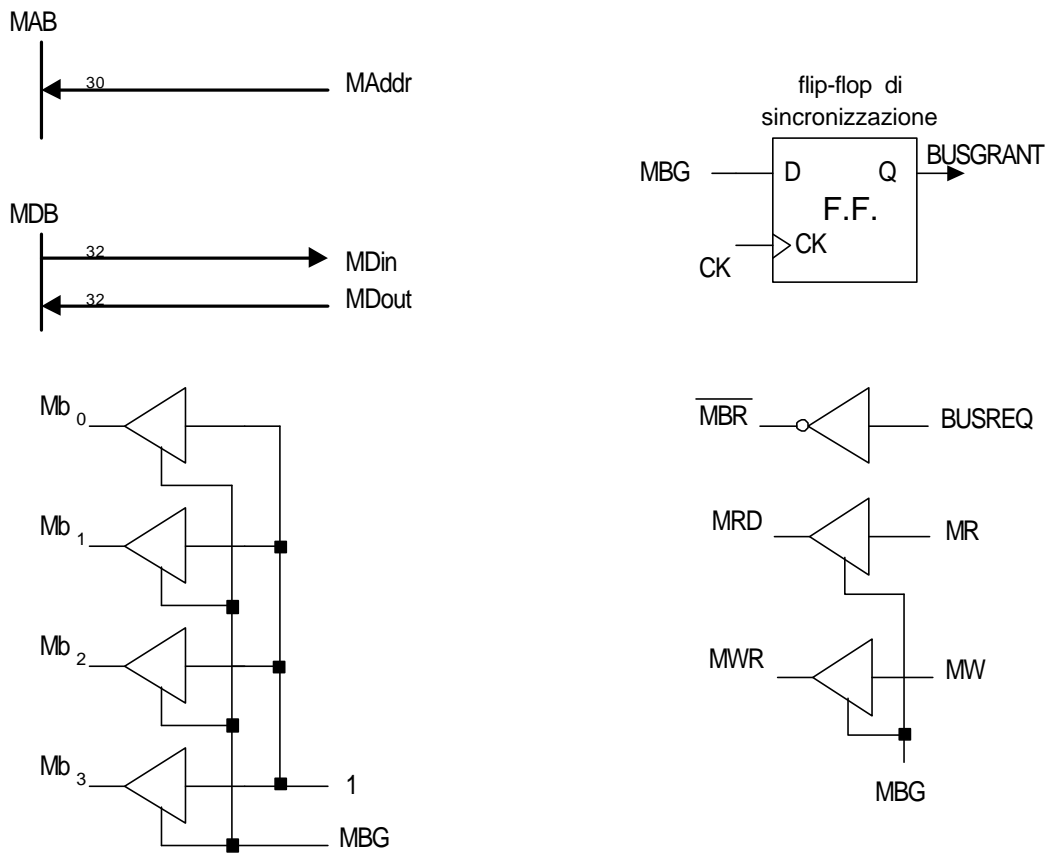 MAB
30
MAddr
MDB
32
MDin
32
MDout
Mb 0
Mb 1
Mb 2
Mb 3
1
MBG
flip-flop di
sincronizzazione
MBG
D
Q
BUSGRANT
F.F.
CK
CK
MBR
BUSREQ
MRD
MR
MWR
MW
MBG